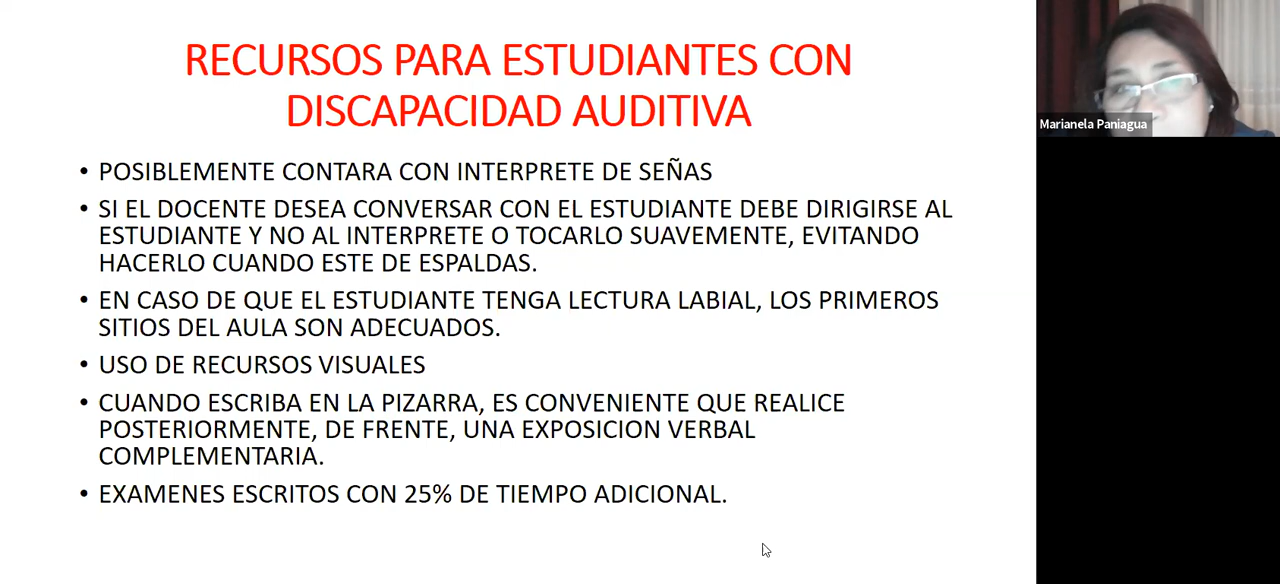 RECURSOS PARA ESTUDIANTES CON
DISCAPACIDAD AUDITIVA
Marianela Paniagua
• POSIBLEMENTE CONTARA CON INTERPRETE DE SEÑAS
• SI EL DOCENTE DESEA CONVERSAR CON EL ESTUDIANTE DEBE DIRIGIRSE AL
ESTUDIANTE Y NO AL INTERPRETE O TOCARLO SUAVEMENTE, EVITANDO
HACERLO CUANDO ESTE DE ESPALDAS.
• EN CASO DE QUE EL ESTUDIANTE TENGA LECTURA LABIAL, LOS PRIMEROS
SITIOS DEL AULA SON ADECUADOS.
• USO DE RECURSOS VISUALES
• CUANDO ESCRIBA EN LA PIZARRA, ES CONVENIENTE QUE REALICE
POSTERIORMENTE, DE FRENTE, UNA EXPOSICION VERBAL
COMPLEMENTARIA.
• EXAMENES ESCRITOS CON 25% DE TIEMPO ADICIONAL.